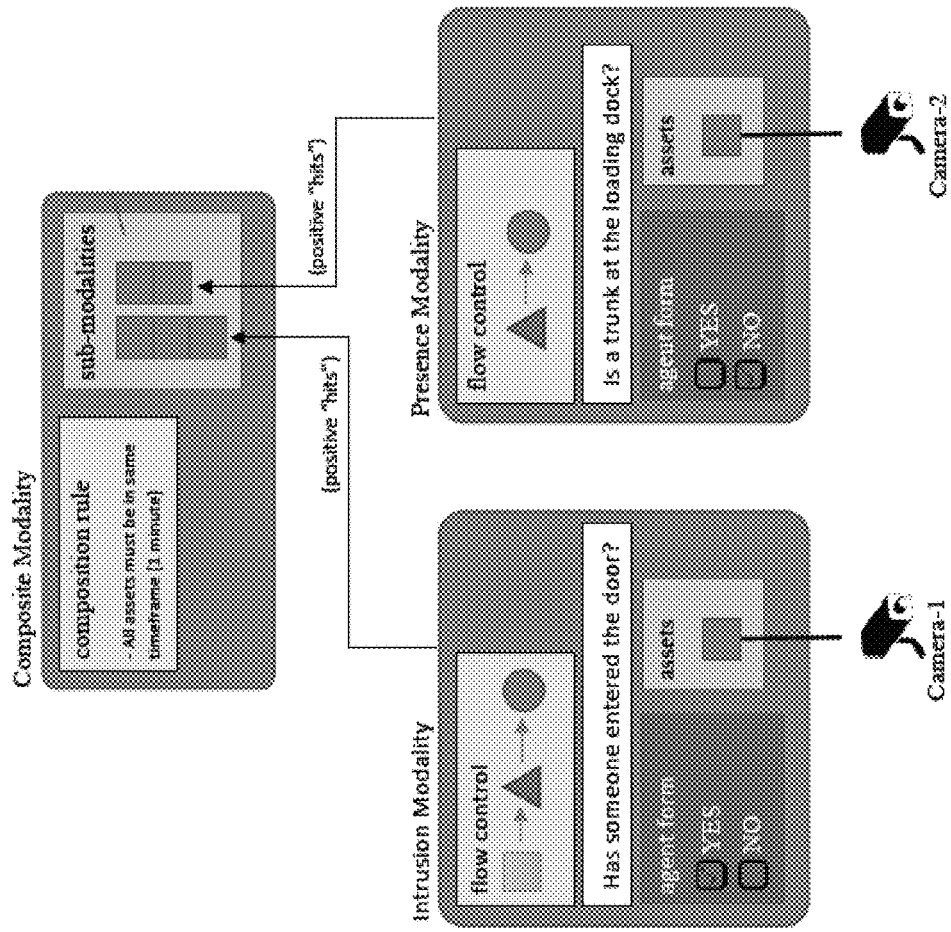 Composite Modality
composition rule
- All assets must be in same
timeframe (1 minute)
sub-modalities
{positive "hits"}
{positive "hits"}
Intrusion Modality
flow control
Has someone entered the door?
agent form
YES
NO
assets
Camera-1
Presence Modality
flow control
Is a trunk at the loading dock?
agent form
YES
NO
assets
Camera-2